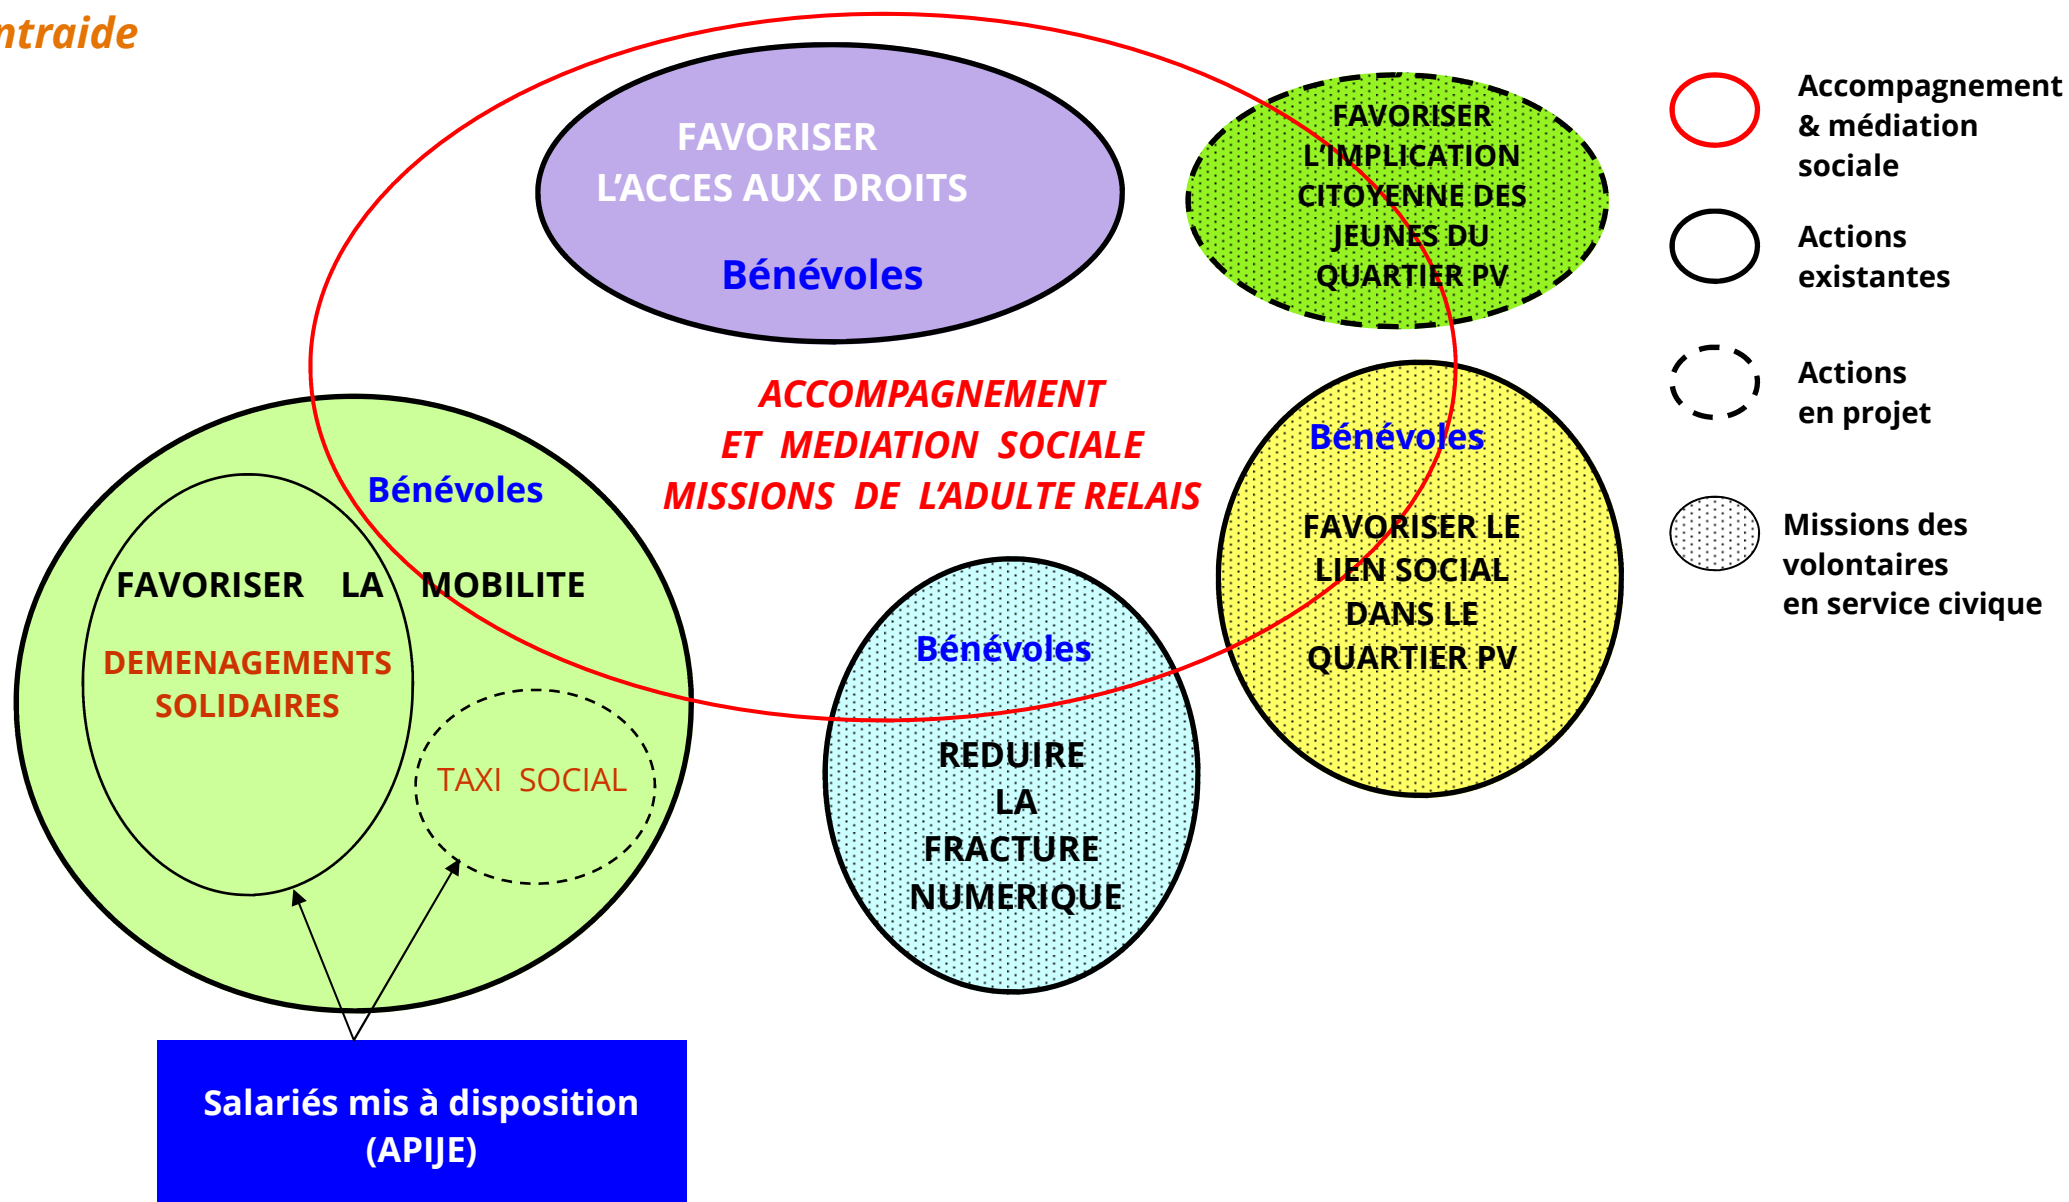 ntraide
FAVORISER
L’ACCES AUX DROITS
Bénévoles
FAVORISER
L’IMPLICATION
CITOYENNE DES
JEUNES DU
QUARTIER PV
Accompagnement
& médiation
sociale
Actions
existantes
Actions
en projet
Missions des
volontaires
en service civique
ACCOMPAGNEMENT
ET MEDIATION SOCIALE
MISSIONS DE L’ADULTE RELAIS
Bénévoles
FAVORISER LE
LIEN SOCIAL
DANS LE
QUARTIER PV
Bénévoles
FAVORISER LA MOBILITE
DEMENAGEMENTS
SOLIDAIRES
TAXI SOCIAL
Bénévoles
REDUIRE
LA
FRACTURE
NUMERIQUE
Salariés mis à disposition
(APIJE)